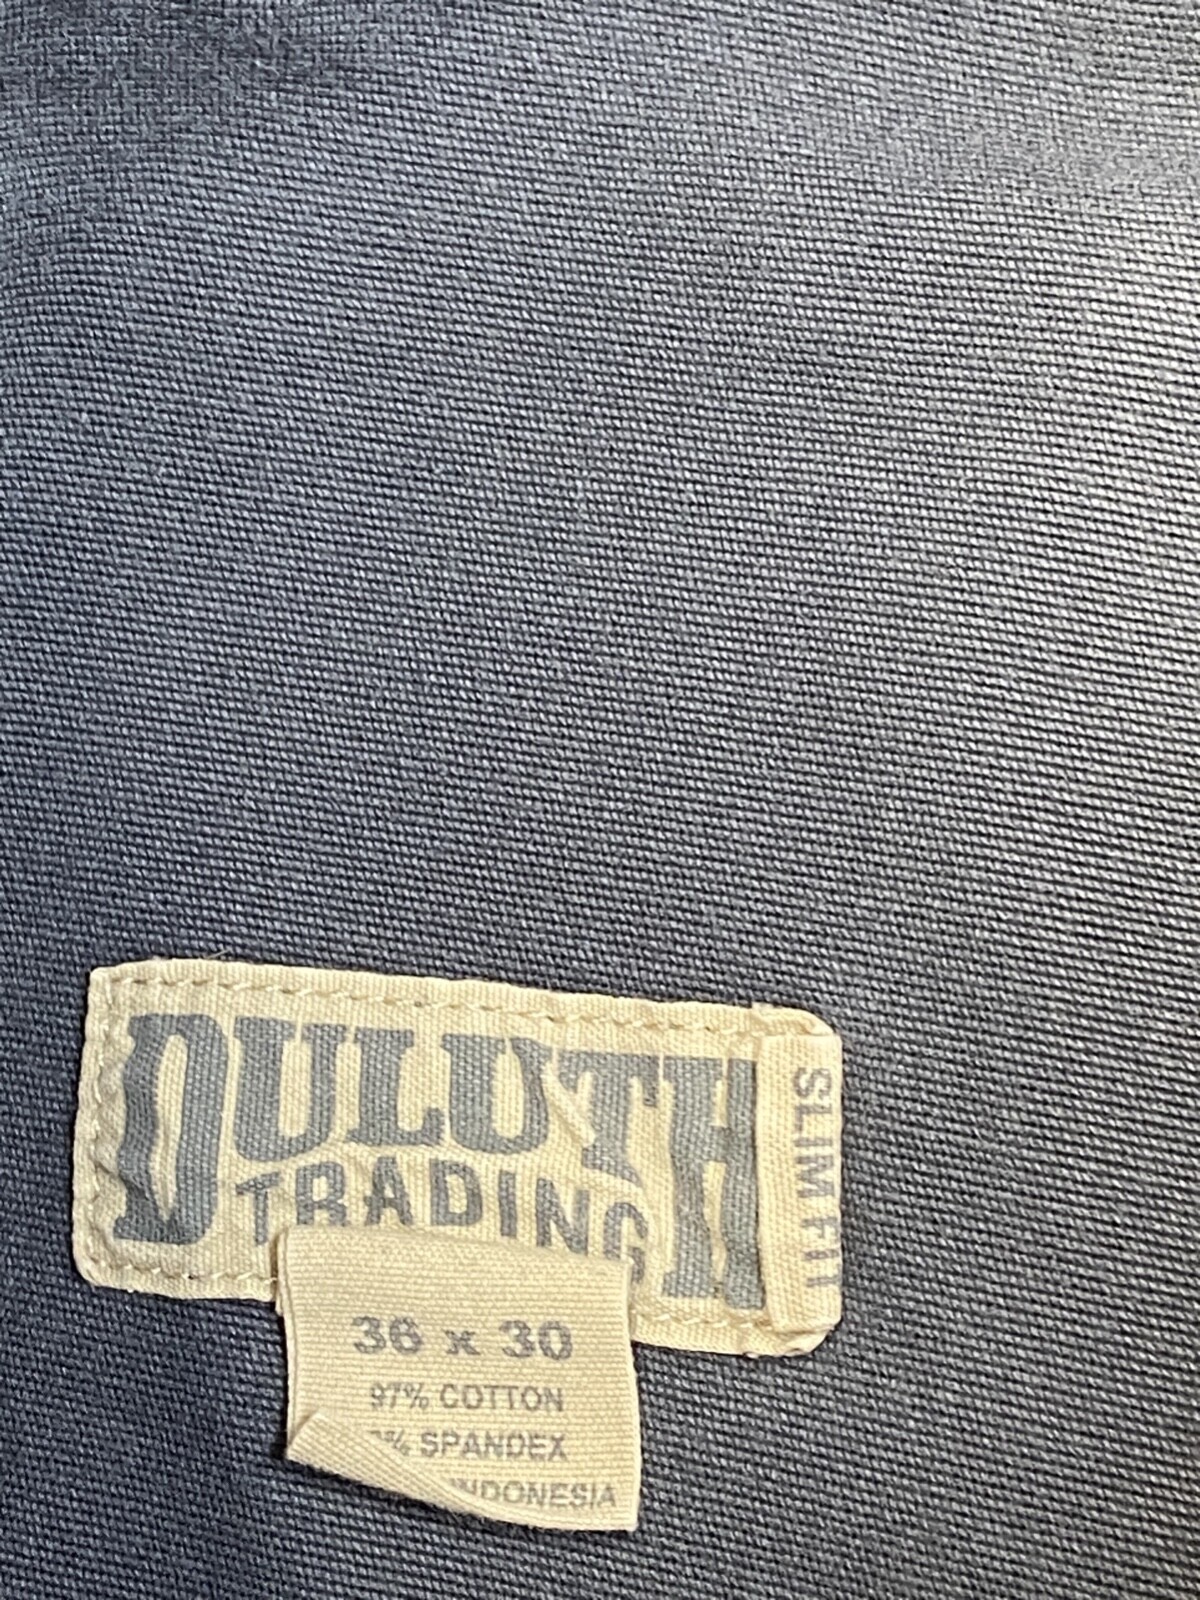 DULUTH
TRADING
SLIM FIT
36 x 30
97% COTTON
% SPANDEX
INDONESIA